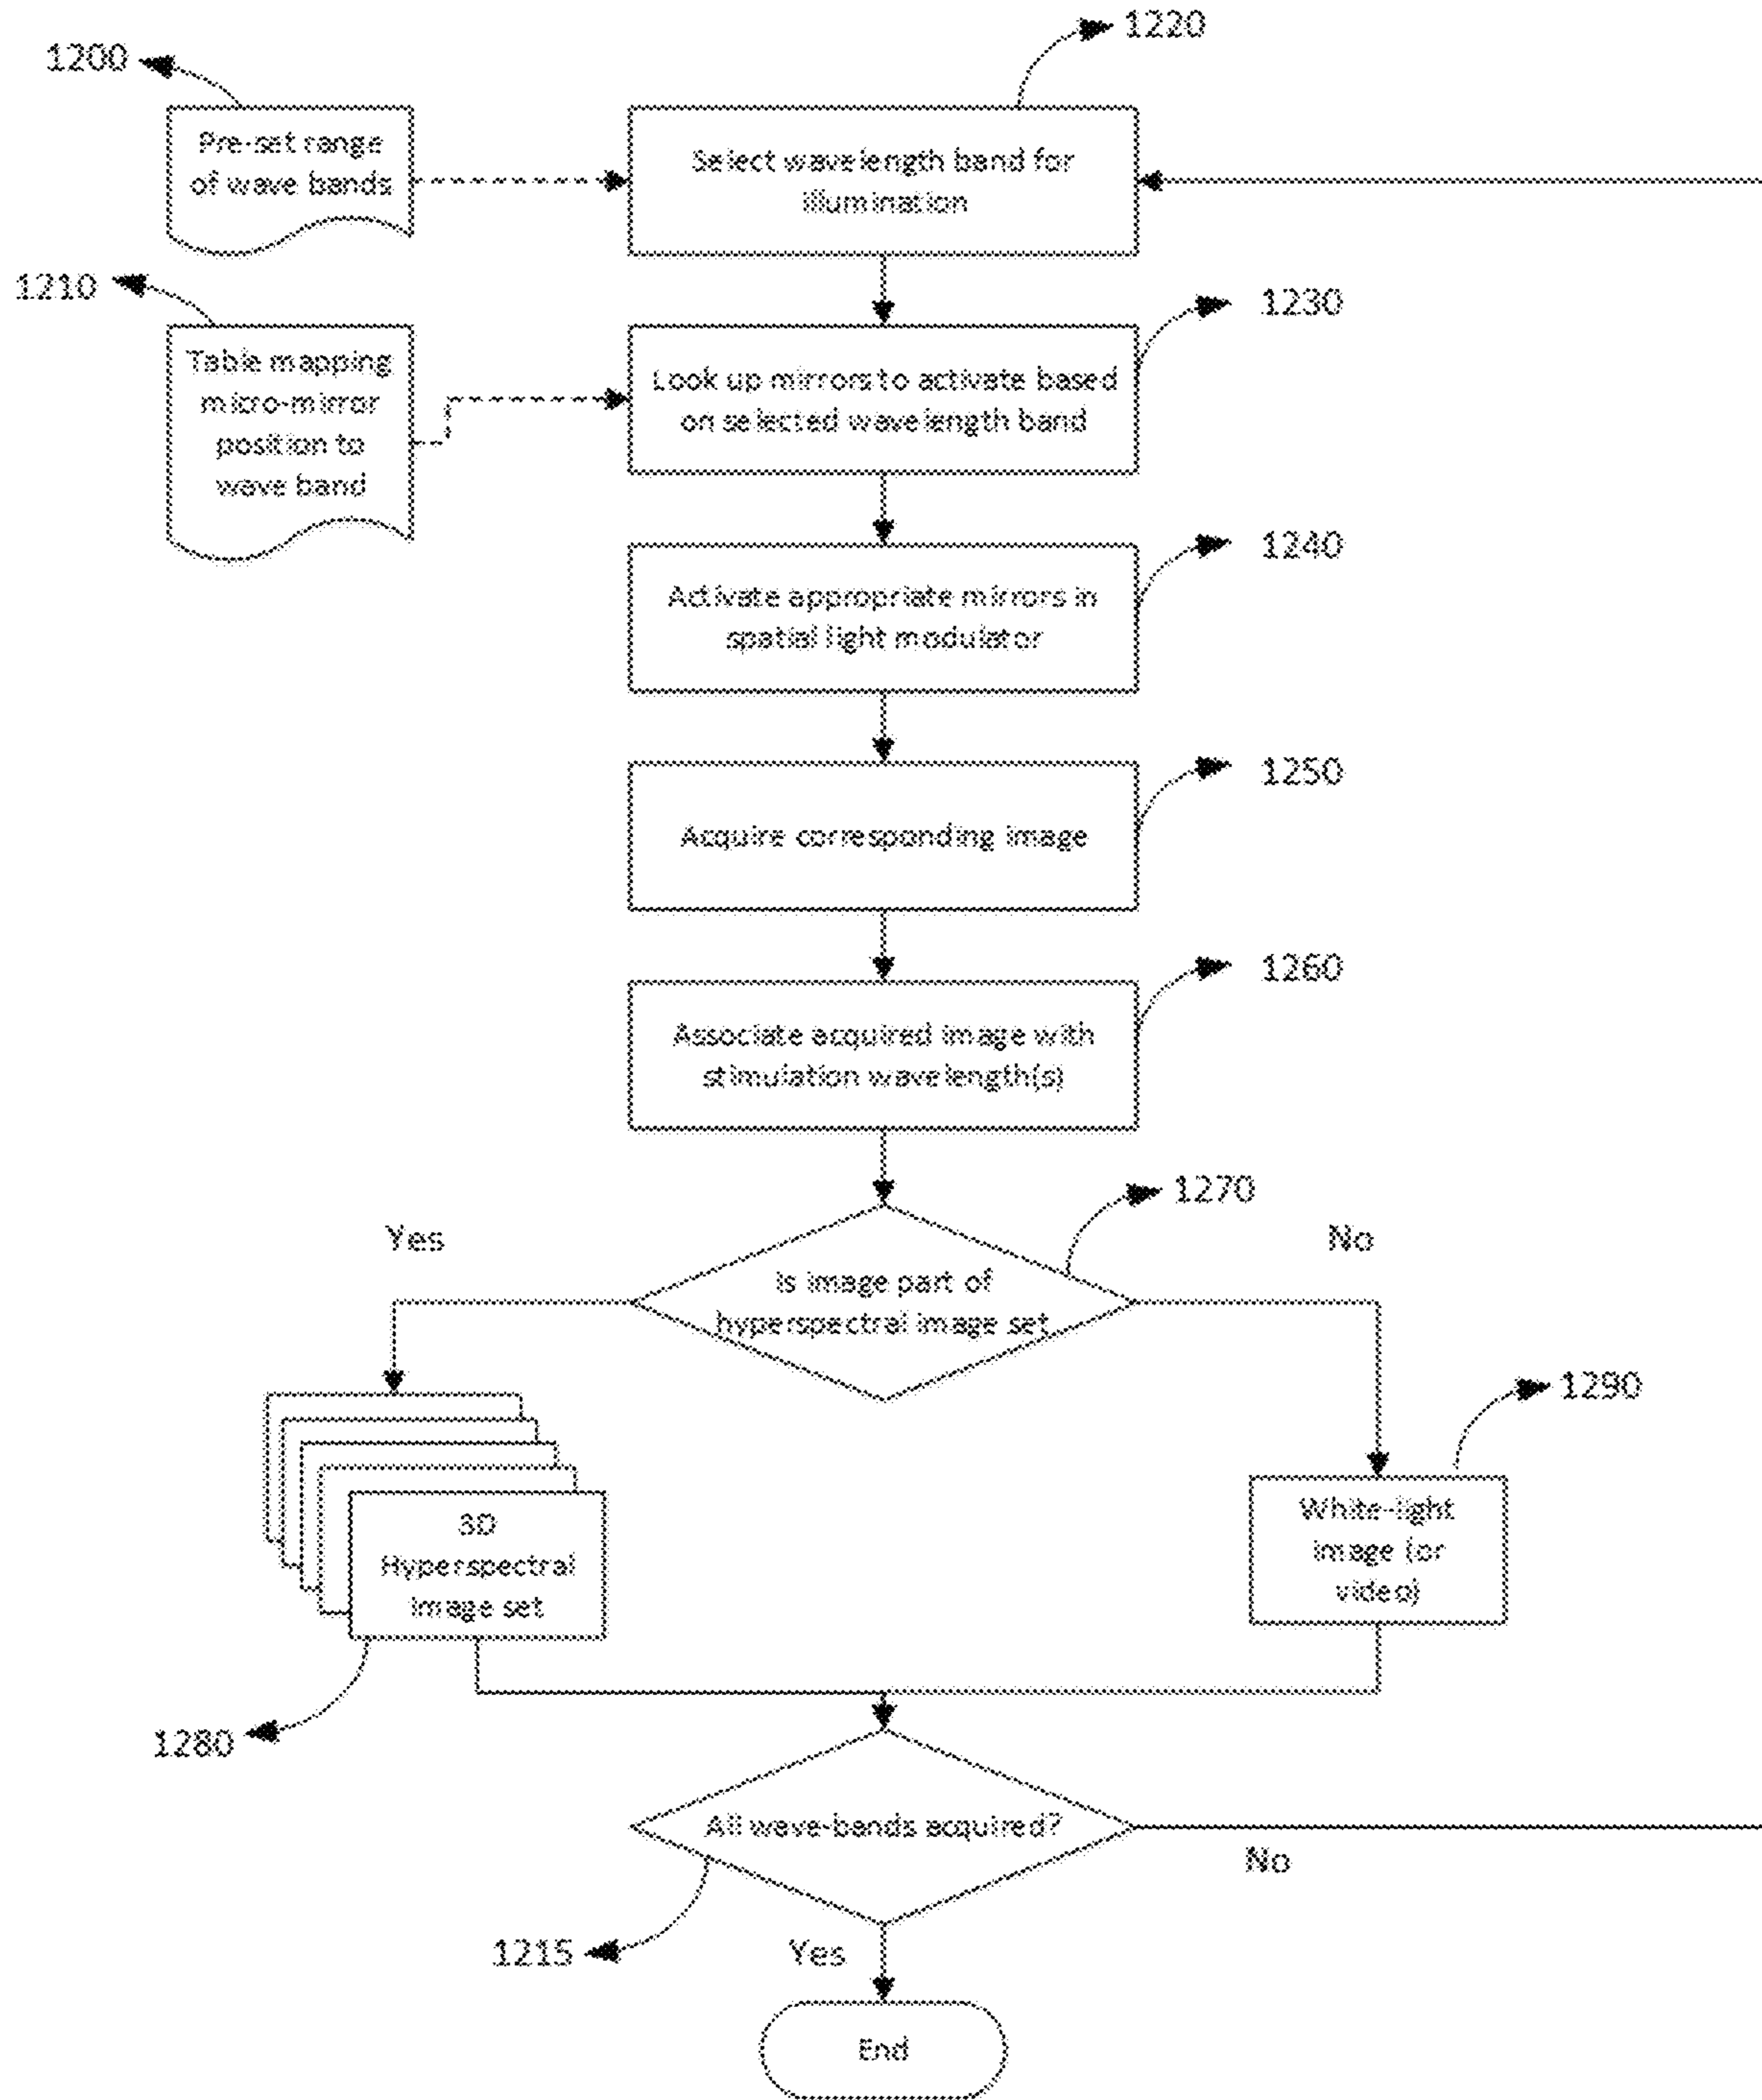 1200
1220
Pre-set range
of wave bands
Select wavelength band for
illumination
1210
1230
Table mapping
micro-mirror
position to
wave band
Look up mirrors to activate based
on selected wavelength band
1240
Activate appropriate mirrors in
spatial light modulator
1250
Acquire corresponding image
1260
Associate acquired image with
stimulation wavelength(s)
1270
Yes
No
Is image part of
hyperspectral image set
1290
3D
Hyperspectral
image set
White-light
image (or
video)
1280
All wave-bands acquired?
No
1215
Yes
End